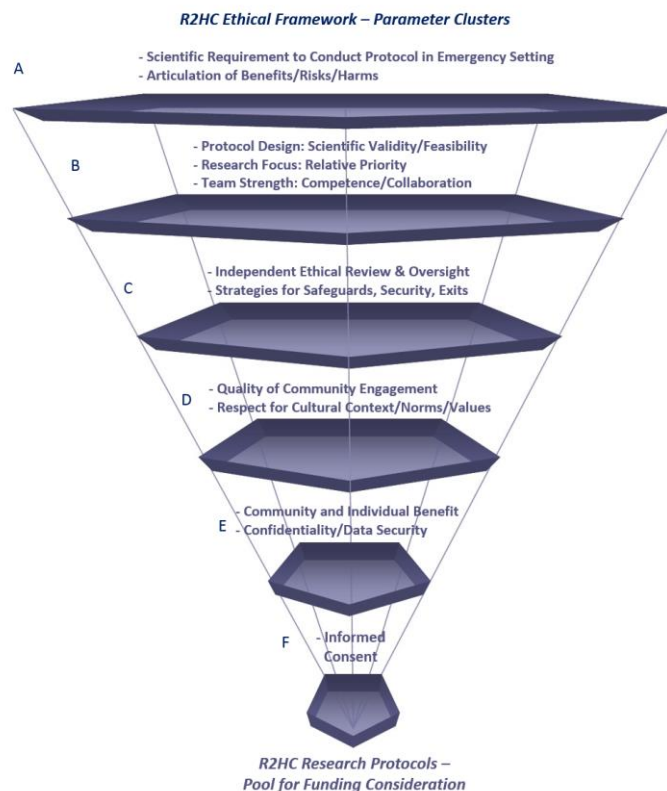 R2HC Ethical Framework – Parameter Clusters
A
- Scientific Requirement to Conduct Protocol in Emergency Setting
- Articulation of Benefits/Risks/Harms
B
- Protocol Design: Scientific Validity/Feasibility
- Research Focus: Relative Priority
- Team Strength: Competence/Collaboration
C
- Independent Ethical Review & Oversight
- Strategies for Safeguards, Security, Exits
D
- Quality of Community Engagement
- Respect for Cultural Context/Norms/Values
E
- Community and Individual Benefit
- Confidentiality/Data Security
F
- Informed
Consent
R2HC Research Protocols –
Pool for Funding Consideration